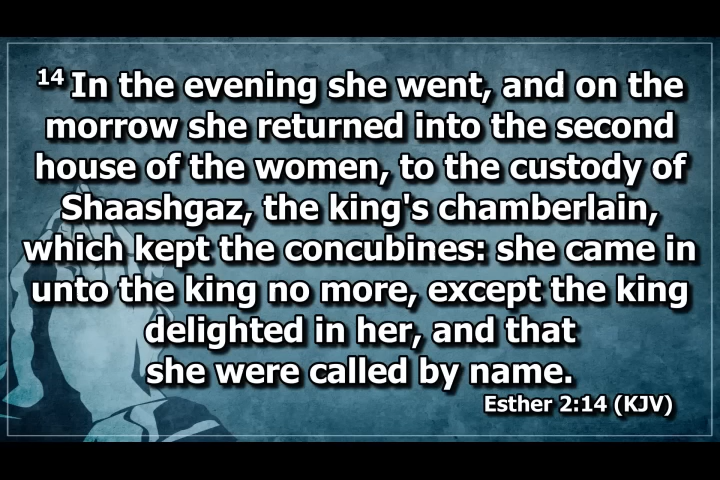 14 In the evening she went, and on the
morrow she returned into the second
house of the women, to the custody of
Shaashgaz, the king's chamberlain,
which kept the concubines: she came in
unto the king no more, except the king
delighted in her, and that
she were called by name.
Esther 2:14 (KJV)